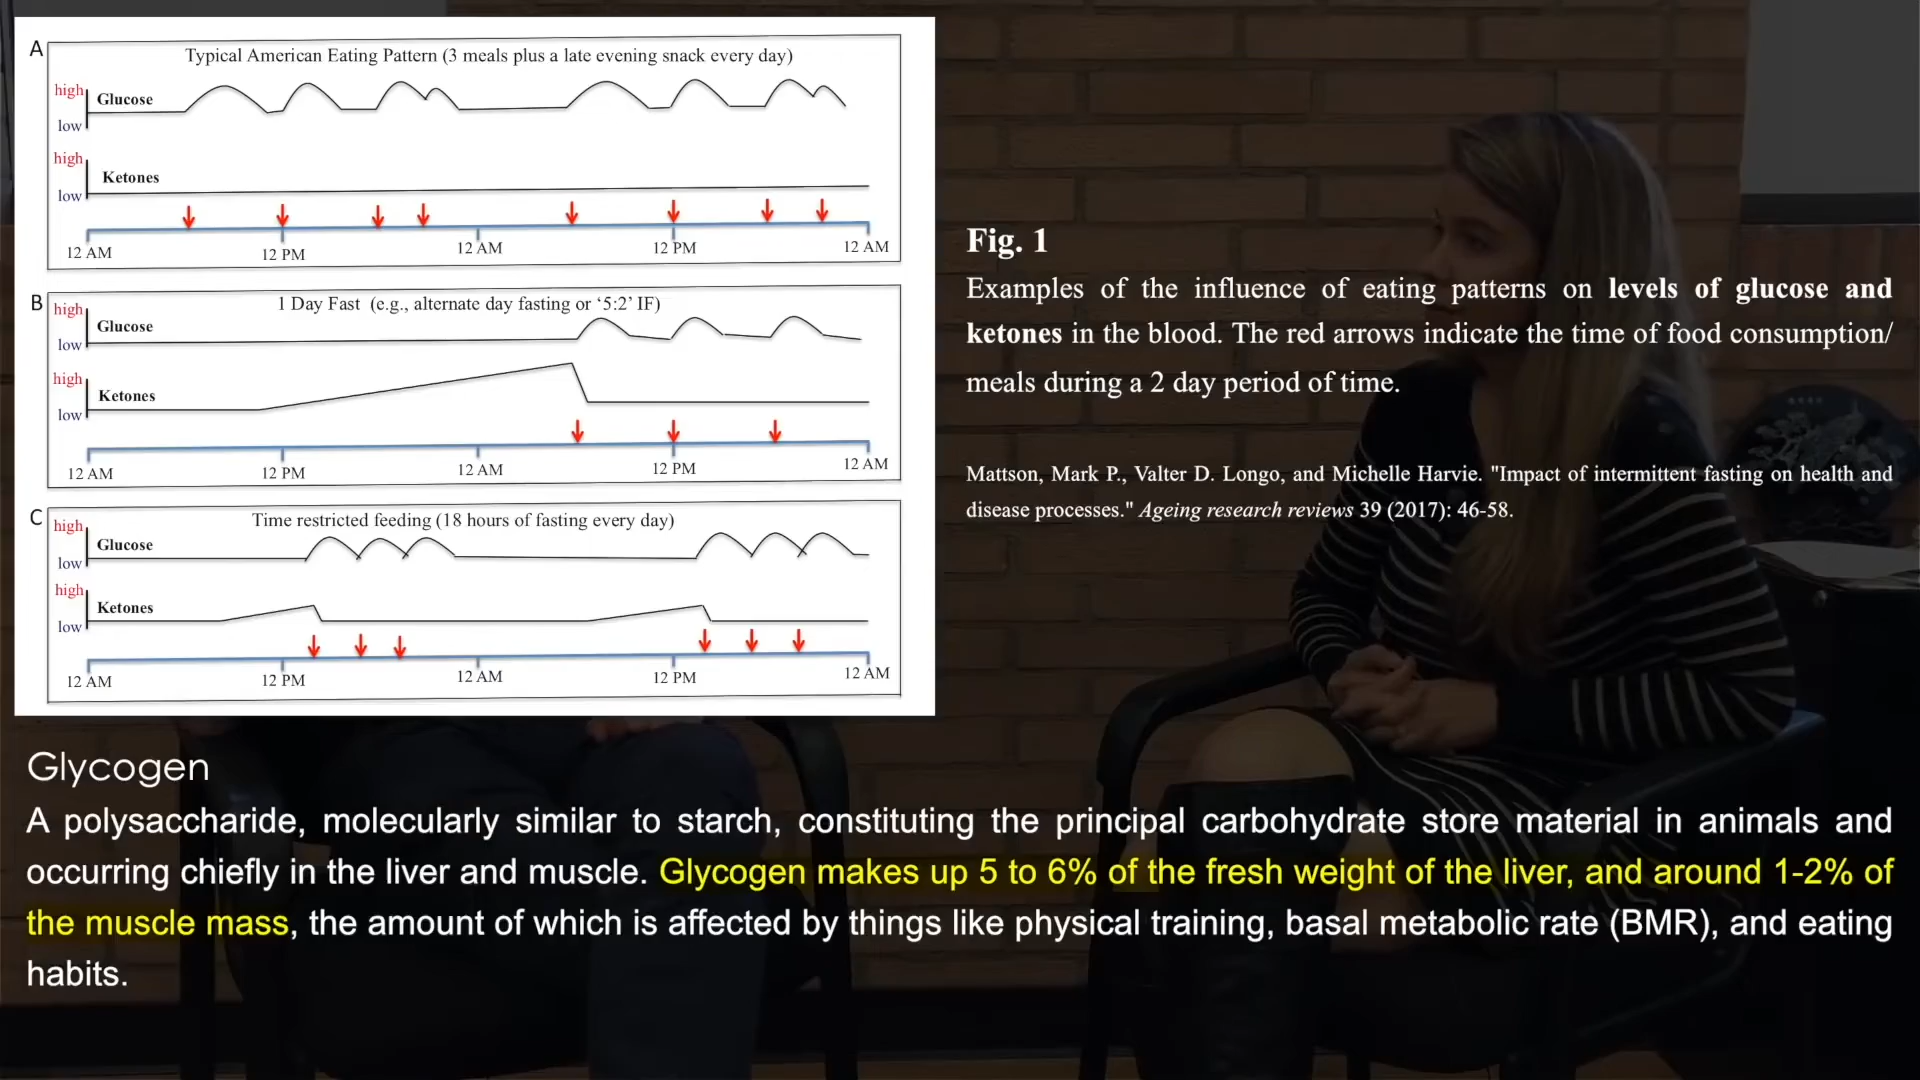 A
Typical American Eating Pattern (3 meals plus a late evening snack every day)
high
Glucose
low
high
Ketones
low
12 AM
12 PM
12 AM
12 PM
12 AM
B
1 Day Fast (e.g., alternate day fasting or ‘5:2’ IF)
high
Glucose
low
high
Ketones
low
12 AM
12 PM
12 AM
12 PM
12 AM
C
Time restricted feeding (18 hours of fasting every day)
high
Glucose
low
high
Ketones
low
12 AM
12 PM
12 AM
12 PM
12 AM
Fig. 1
Examples of the influence of eating patterns on levels of glucose and
ketones in the blood. The red arrows indicate the time of food consumption/
meals during a 2 day period of time.
Mattson, Mark P., Valter D. Longo, and Michelle Harvie. "Impact of intermittent fasting on health and
disease processes." Ageing research reviews 39 (2017): 46-58.
Glycogen
A polysaccharide, molecularly similar to starch, constituting the principal carbohydrate store material in animals and
occurring chiefly in the liver and muscle. Glycogen makes up 5 to 6% of the fresh weight of the liver, and around 1-2% of
the muscle mass, the amount of which is affected by things like physical training, basal metabolic rate (BMR), and eating
habits.